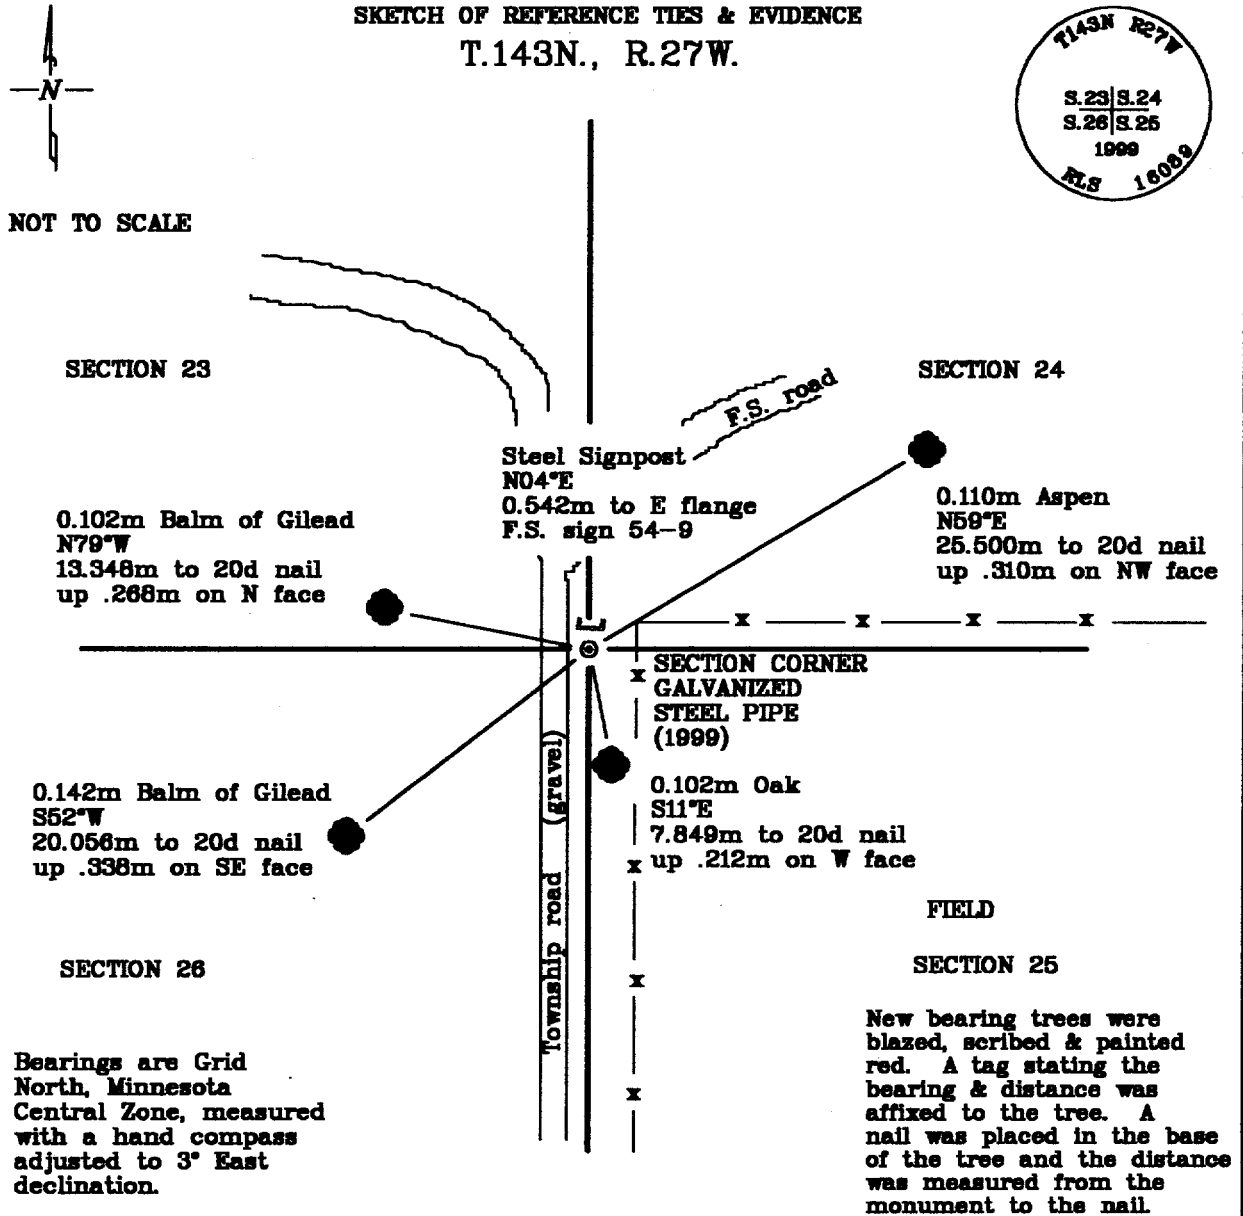 SKETCH OF REFERENCE TIES & EVIDENCE
T.143N., R.27W.
N
T143N R27W
S.23 S.24
S.26 S.25
1999
RLS 16089
NOT TO SCALE
SECTION 23
SECTION 24
F.S. road
Steel Signpost
N04°E
0.542m to E flange
F.S. sign 54-9
0.102m Balm of Gilead
N79°W
13.348m to 20d nail
up .268m on N face
0.110m Aspen
N59°E
25.500m to 20d nail
up .310m on NW face
x x x x
SECTION CORNER
GALVANIZED
STEEL PIPE
(1999)
x
0.142m Balm of Gilead
S52°W
20.056m to 20d nail
up .338m on SE face
0.102m Oak
S11°E
7.849m to 20d nail
up .212m on W face
x
Township road (gravel)
FIELD
SECTION 26
SECTION 25
x
x
Bearings are Grid
North, Minnesota
Central Zone, measured
with a hand compass
adjusted to 3° East
declination.
New bearing trees were
blazed, scribed & painted
red. A tag stating the
bearing & distance was
affixed to the tree. A
nail was placed in the base
of the tree and the distance
was measured from the
monument to the nail.